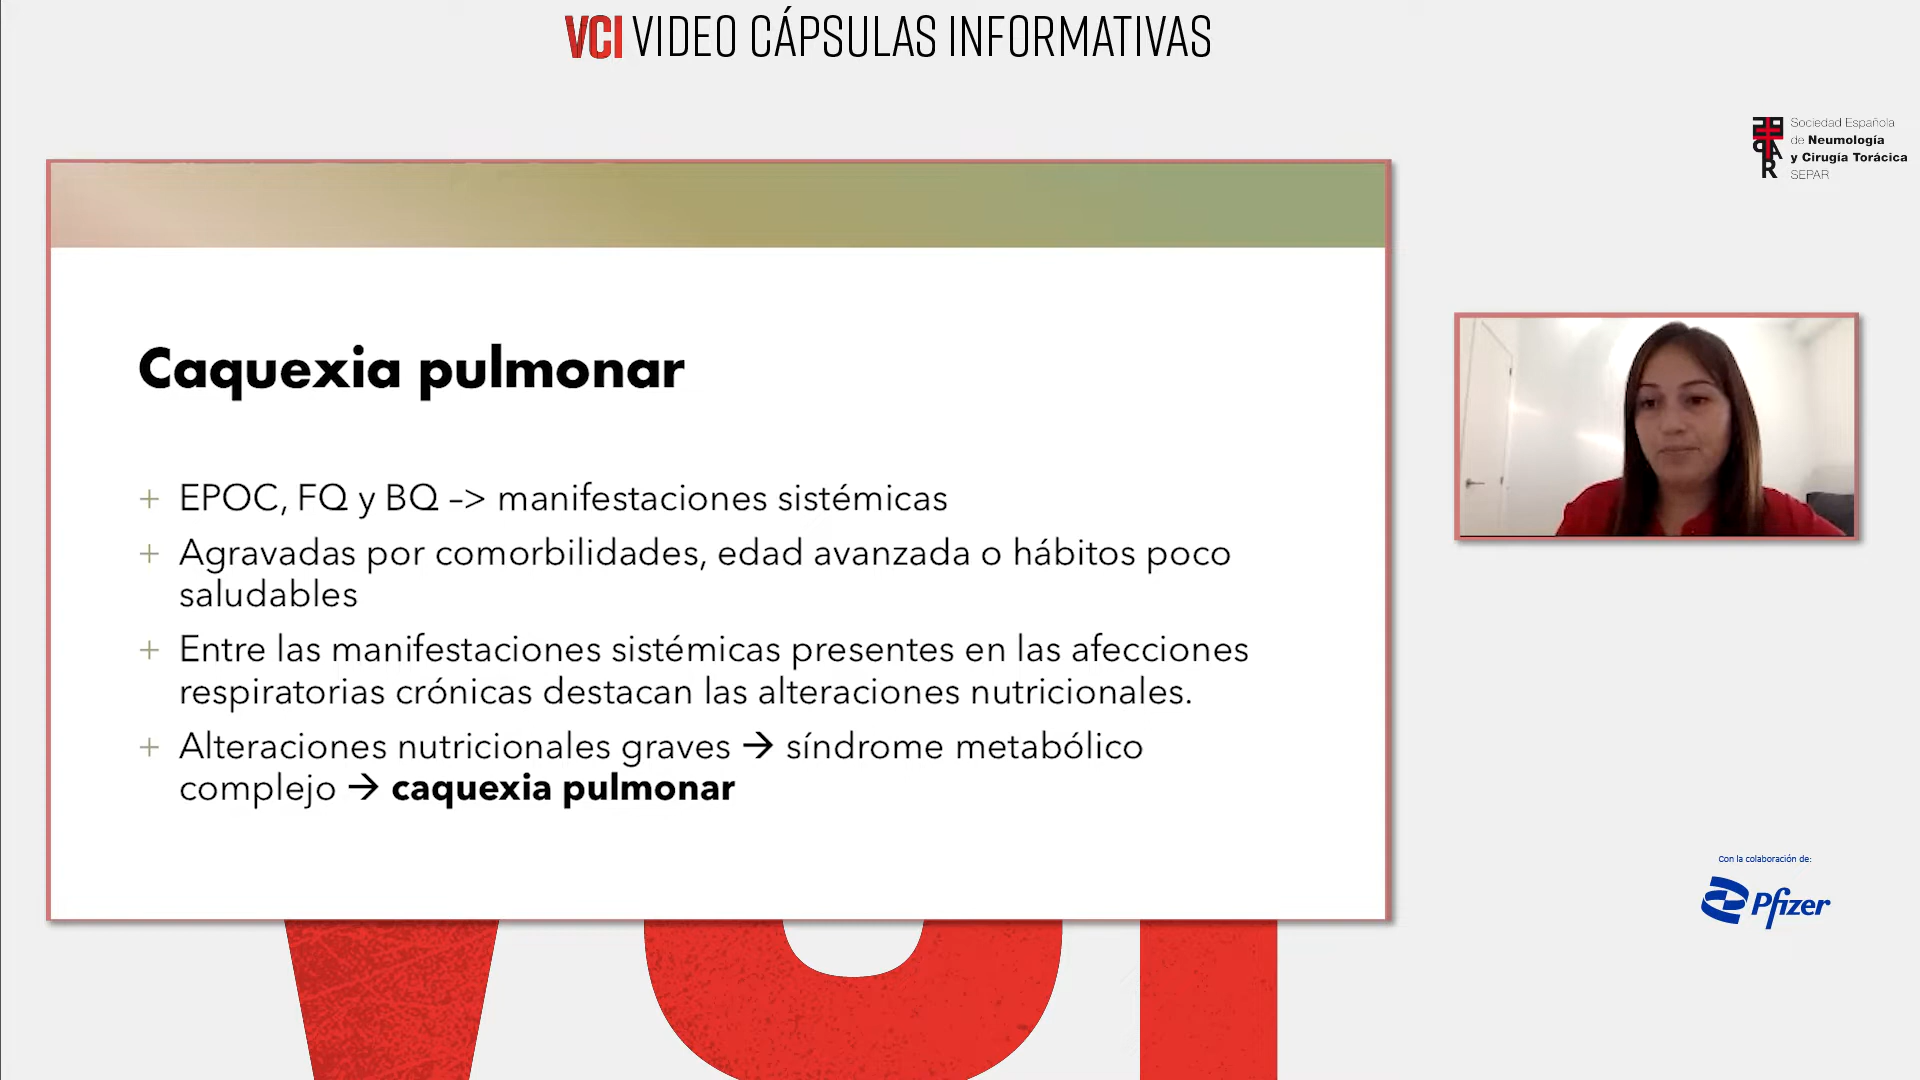 VCI VIDEO CÁPSULAS INFORMATIVAS
Sociedad Española
de Neumología
y Cirugía Torácica
SEPAR
Caquexia pulmonar
+ EPOC, FQ y BQ –> manifestaciones sistémicas
+ Agravadas por comorbilidades, edad avanzada o hábitos poco
saludables
+ Entre las manifestaciones sistémicas presentes en las afecciones
respiratorias crónicas destacan las alteraciones nutricionales.
+ Alteraciones nutricionales graves → síndrome metabólico
complejo → caquexia pulmonar
Con la colaboración de:
Pfizer
VCI